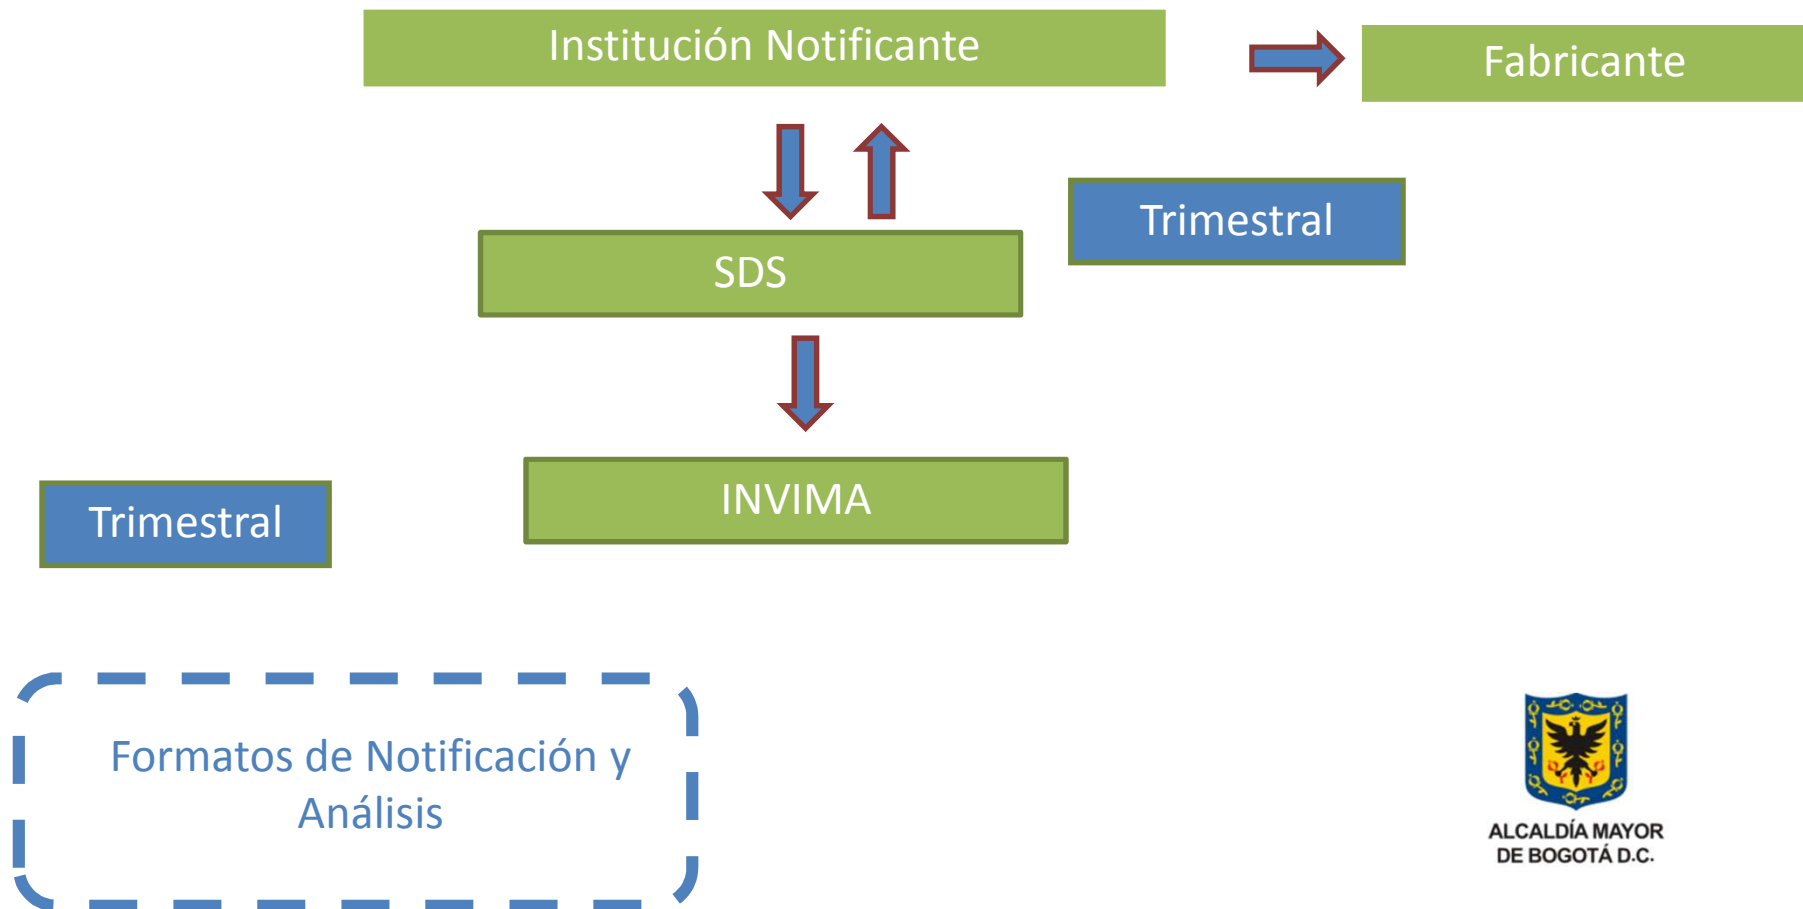 Institución Notificante
Fabricante
Trimestral
SDS
INVIMA
Trimestral
Formatos de Notificación y
Análisis
ALCALDÍA MAYOR
DE BOGOTÁ D.C.